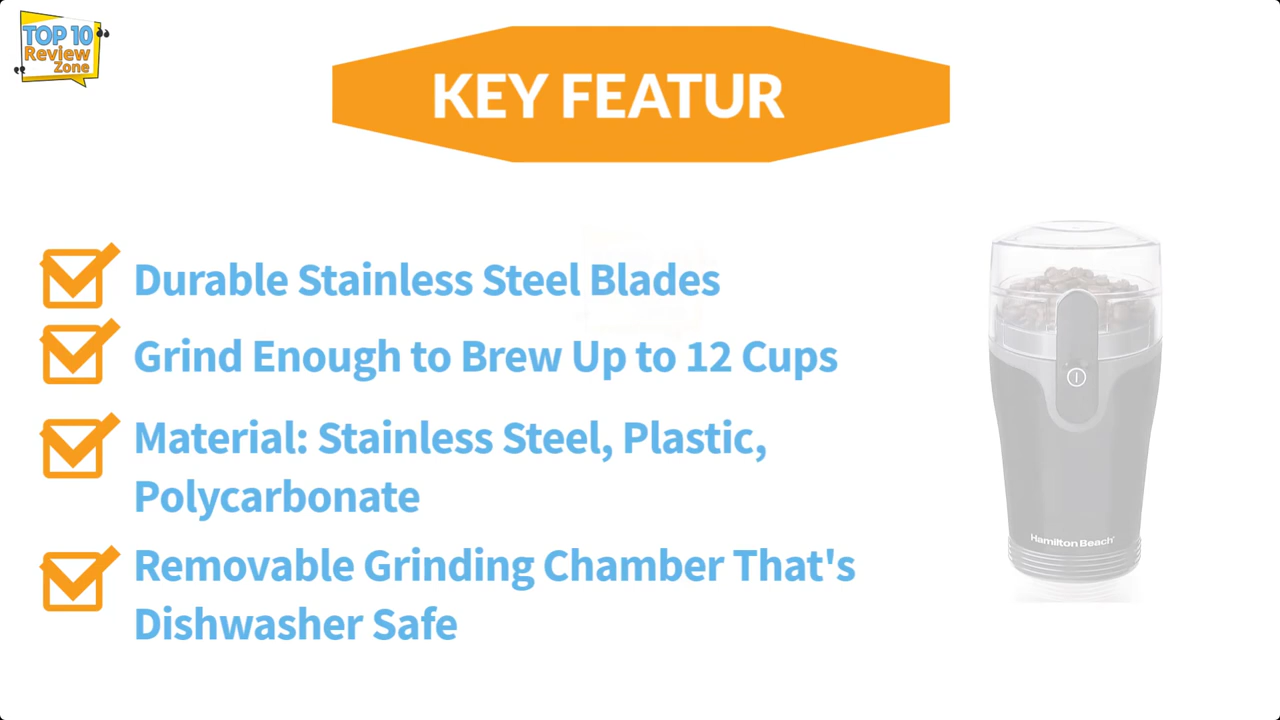 TOP 10
Review
Zone
KEY FEATUR
Durable Stainless Steel Blades
Grind Enough to Brew Up to 12 Cups
Material: Stainless Steel, Plastic,
Polycarbonate
Removable Grinding Chamber That's
Dishwasher Safe
Hamilton Beach